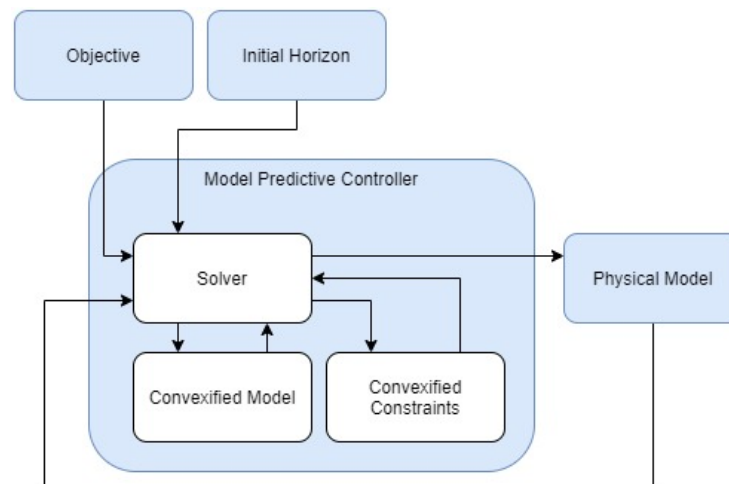 Objective
Initial Horizon
Model Predictive Controller
Solver
Physical Model
Convexified Model
Convexified
Constraints